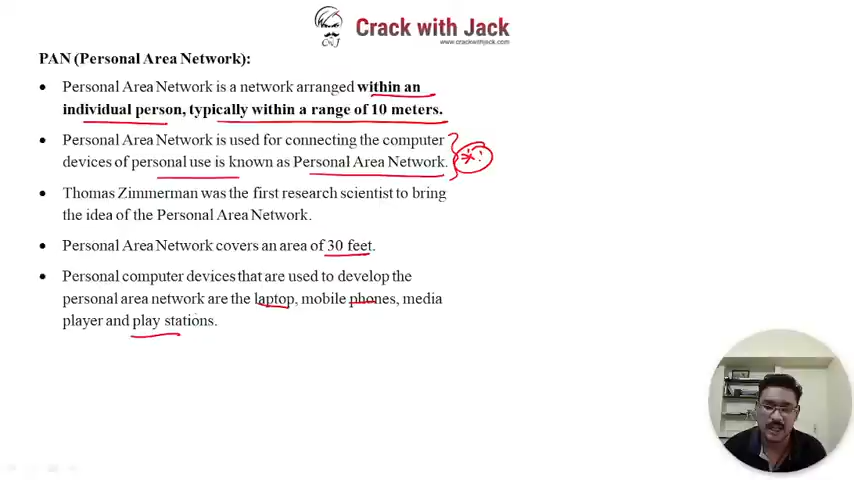 Crack with Jack
CWJ
www.crackwithjack.com
PAN (Personal Area Network):
• Personal Area Network is a network arranged within an
individual person, typically within a range of 10 meters.
• Personal Area Network is used for connecting the computer
devices of personal use is known as Personal Area Network.
• Thomas Zimmerman was the first research scientist to bring
the idea of the Personal Area Network.
• Personal Area Network covers an area of 30 feet.
• Personal computer devices that are used to develop the
personal area network are the laptop, mobile phones, media
player and play stations.